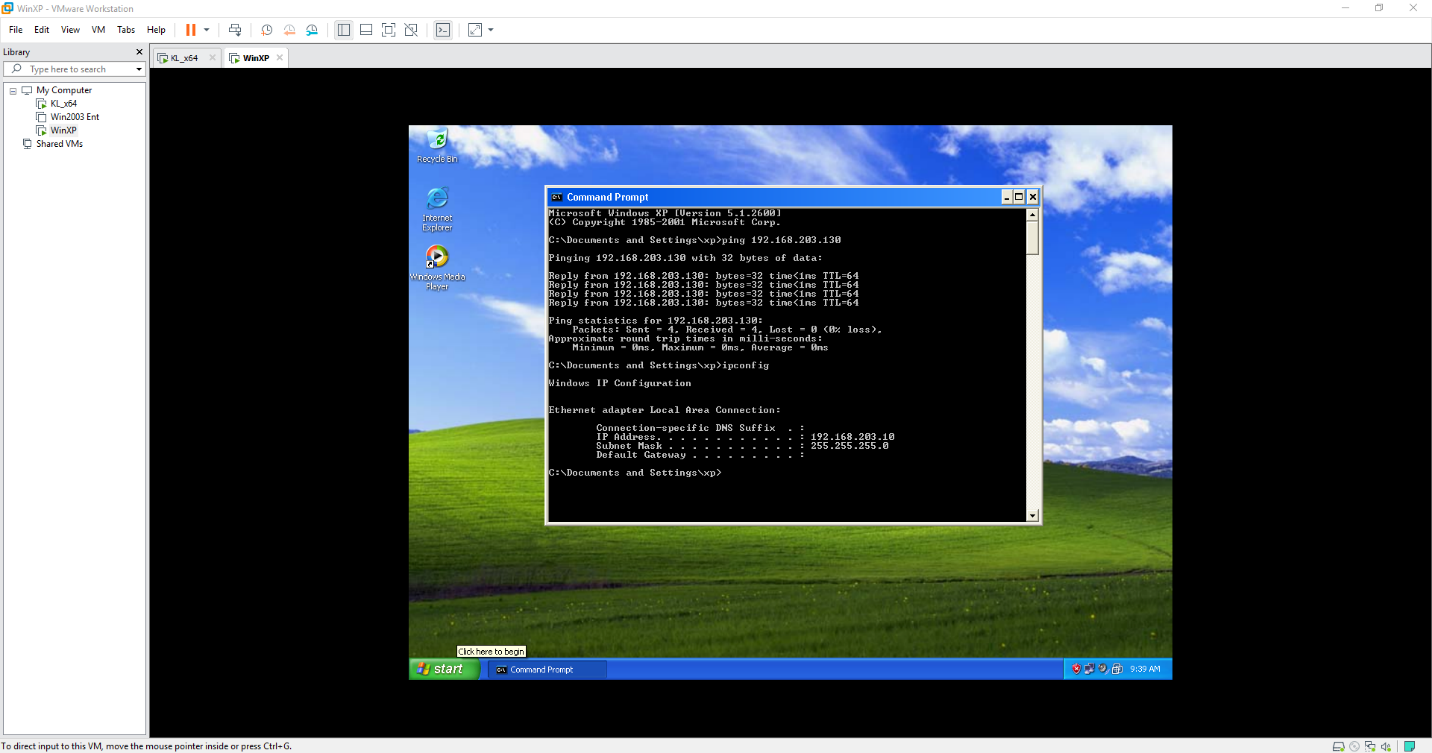 WinXP - VMware Workstation
File Edit View VM Tabs Help
Library
Type here to search
My Computer
KL_x64
Win2003 Ent
WinXP
Shared VMs
KL_x64
WinXP
Recycle Bin
Internet
Explorer
Windows Media
Player
Command Prompt
Microsoft Windows XP [Version 5.1.2600]
(C) Copyright 1985-2001 Microsoft Corp.
C:\Documents and Settings\xp>ping 192.168.203.130
Pinging 192.168.203.130 with 32 bytes of data:
Reply from 192.168.203.130: bytes=32 time<1ms TTL=64
Reply from 192.168.203.130: bytes=32 time<1ms TTL=64
Reply from 192.168.203.130: bytes=32 time<1ms TTL=64
Reply from 192.168.203.130: bytes=32 time<1ms TTL=64
Ping statistics for 192.168.203.130:
Packets: Sent = 4, Received = 4, Lost = 0 (0% loss),
Approximate round trip times in milli-seconds:
Minimum = 0ms, Maximum = 0ms, Average = 0ms
C:\Documents and Settings\xp>ipconfig
Windows IP Configuration
Ethernet adapter Local Area Connection:
Connection-specific DNS Suffix . :
IP Address. . . . . . . . . . . . : 192.168.203.10
Subnet Mask . . . . . . . . . . . : 255.255.255.0
Default Gateway . . . . . . . . . :
C:\Documents and Settings\xp>
Click here to begin
start
Command Prompt
9:39 AM
To direct input to this VM, move the mouse pointer inside or press Ctrl+G.